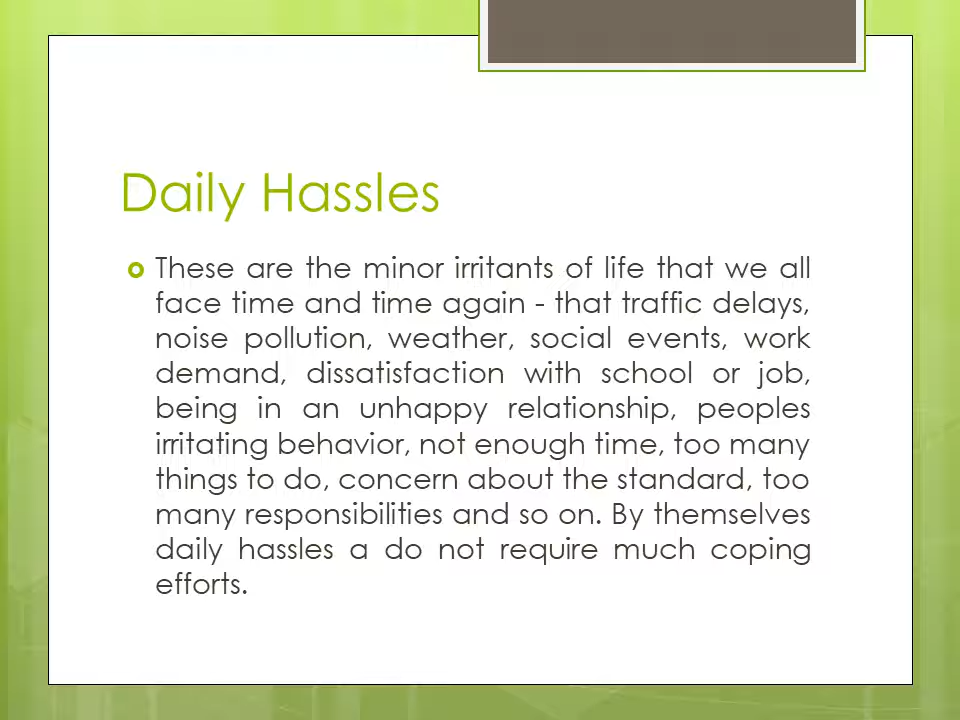 Daily Hassles
These are the minor irritants of life that we all
face time and time again - that traffic delays,
noise pollution, weather, social events, work
demand, dissatisfaction with school or job,
being in an unhappy relationship, peoples
irritating behavior, not enough time, too many
things to do, concern about the standard, too
many responsibilities and so on. By themselves
daily hassles a do not require much coping
efforts.